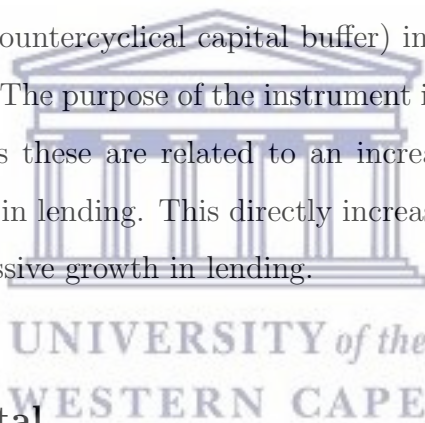 ountercyclical capital buffer) in
The purpose of the instrument i
s these are related to an increa
in lending. This directly increas
ssive growth in lending.
UNIVERSITY of the
WESTERN CAPE
tal